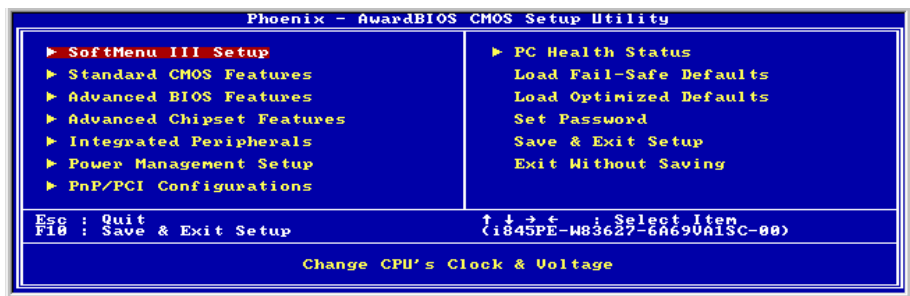 Phoenix - AwardBIOS CMOS Setup Utility
► SoftMenu III Setup
► Standard CMOS Features
► Advanced BIOS Features
► Advanced Chipset Features
► Integrated Peripherals
► Power Management Setup
► PnP/PCI Configurations
► PC Health Status
Load Fail-Safe Defaults
Load Optimized Defaults
Set Password
Save & Exit Setup
Exit Without Saving
Esc : Quit
F10 : Save & Exit Setup
↑ ↓ → ← : Select Item
(i845PE-W83627-6A69VA1SC-00)
Change CPU's Clock & Voltage